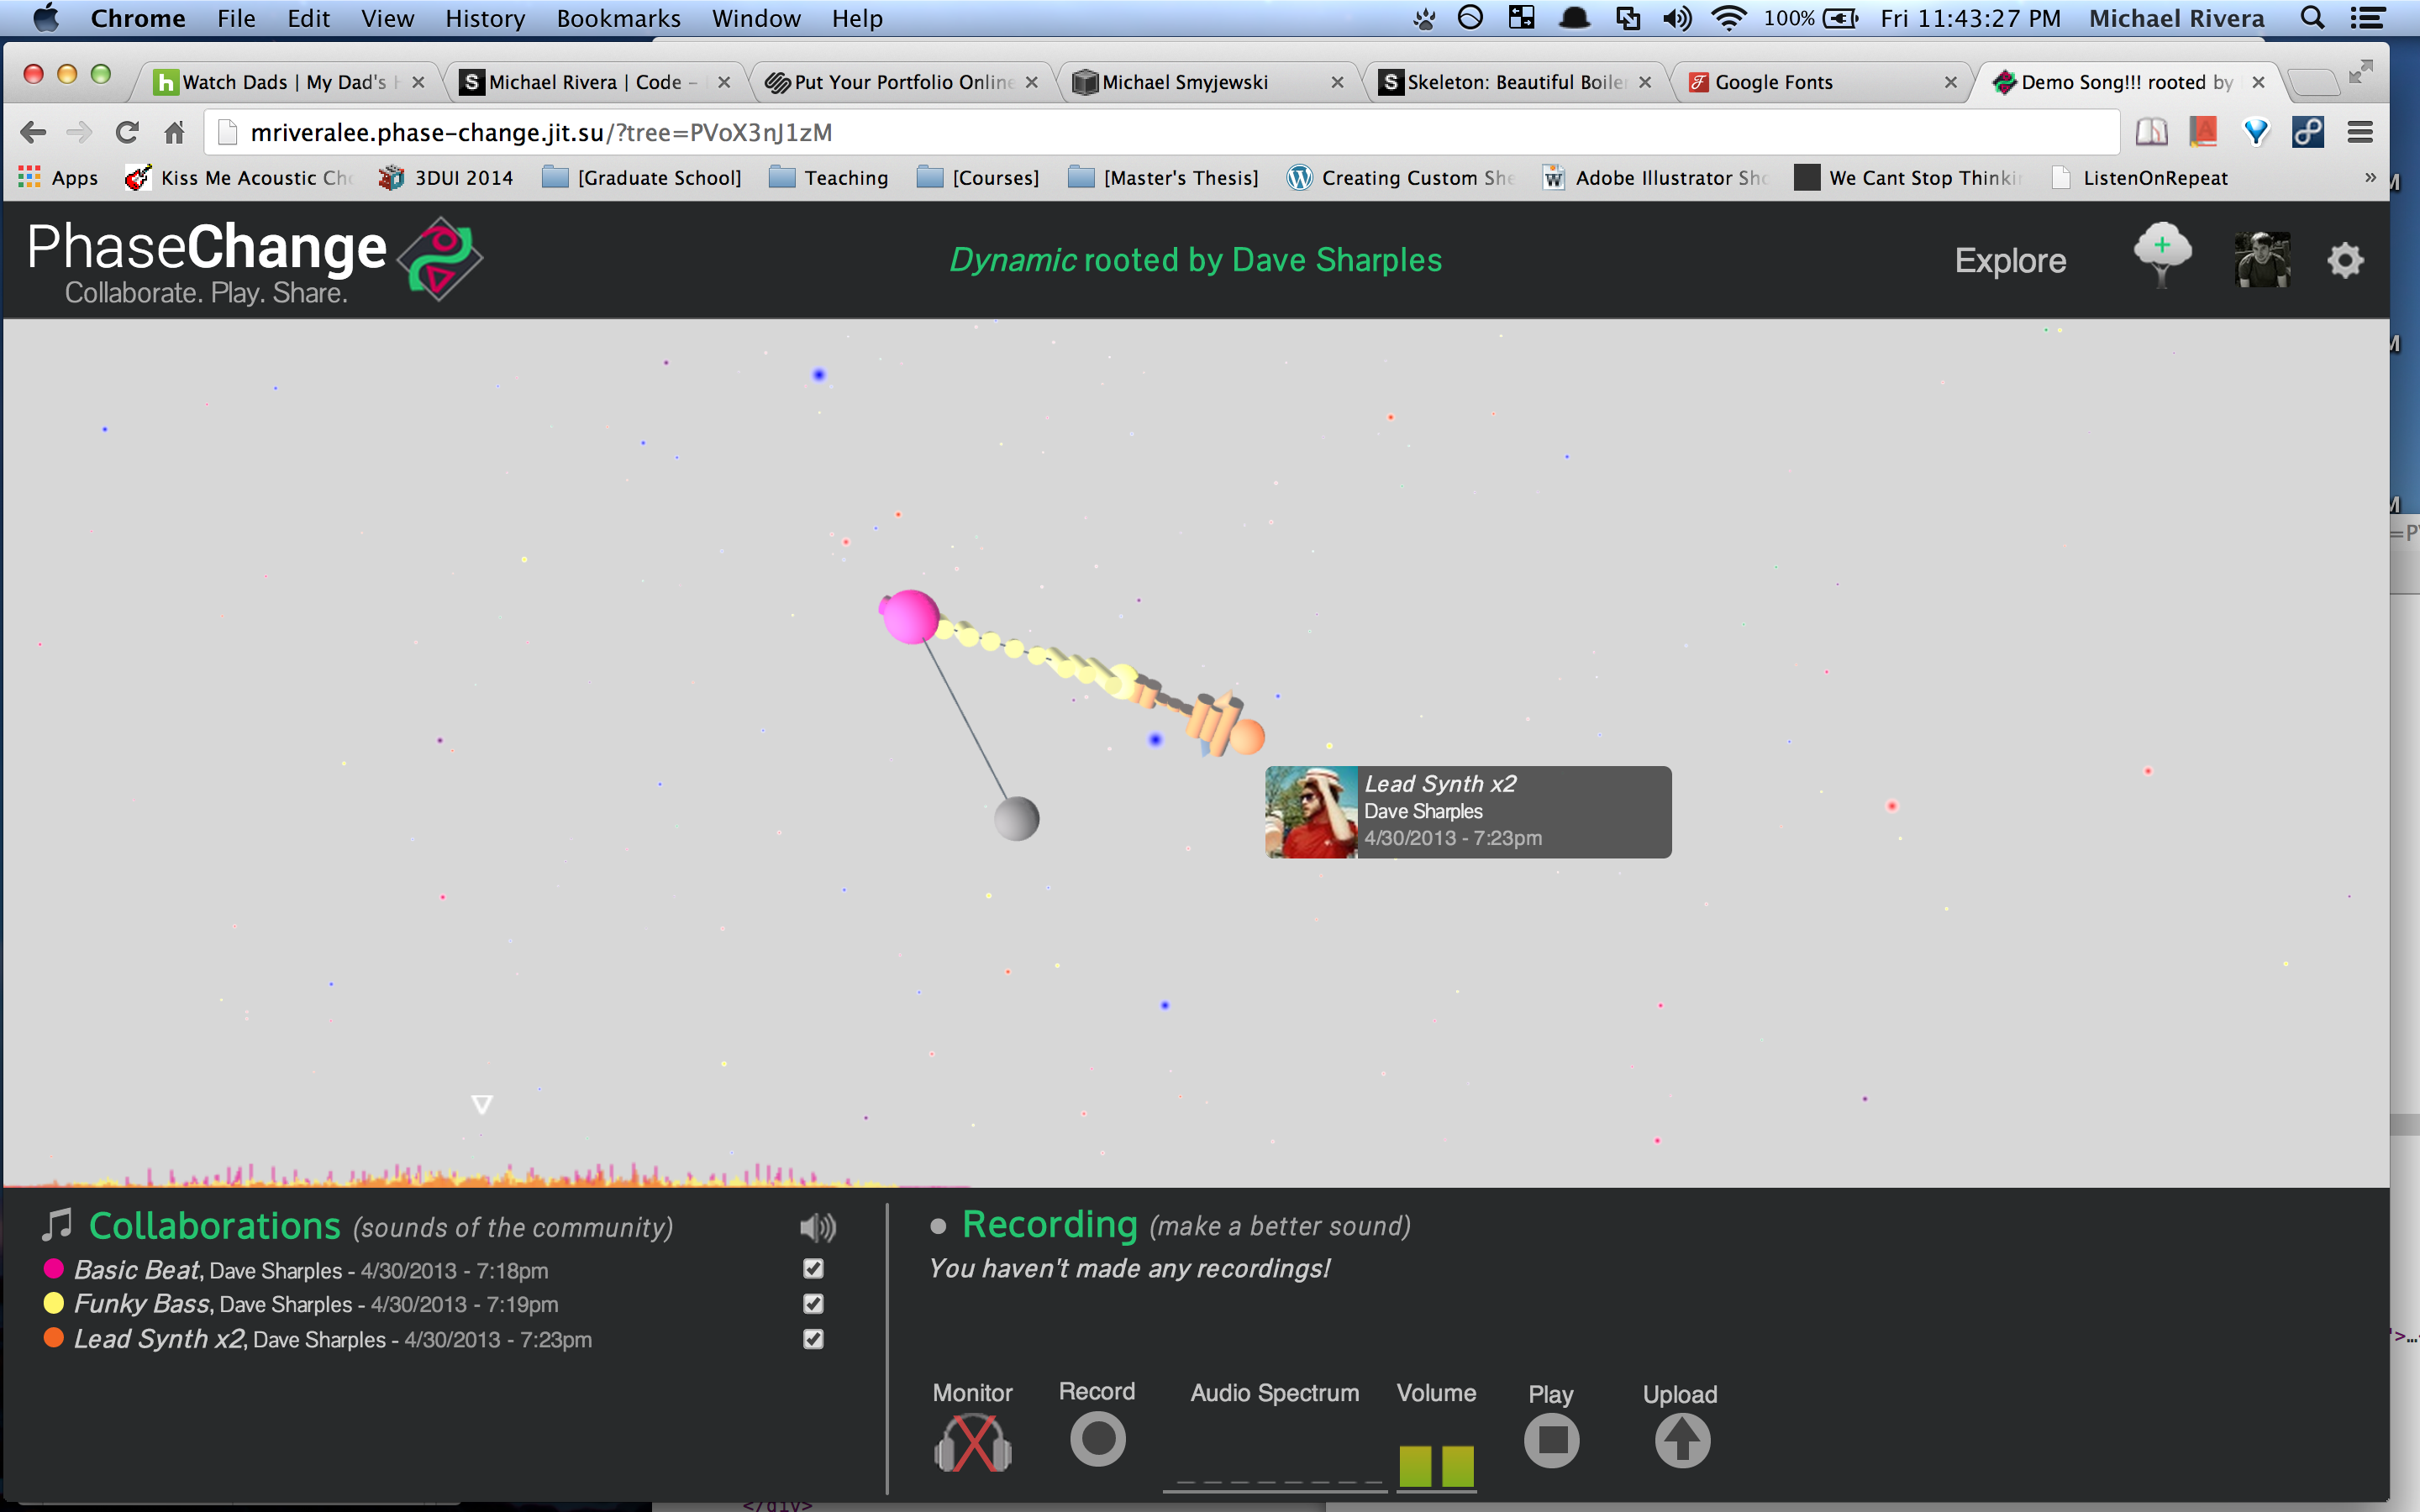 Chrome File Edit View History Bookmarks Window Help 100% Fri 11:43:27 PM Michael Rivera
Watch Dads | My Dad's
Michael Rivera | Code –
Put Your Portfolio Online
Michael Smyjewski
Skeleton: Beautiful Boiler
Google Fonts
Demo Song!!! rooted by
mriveralee.phase-change.jit.su/?tree=PVoX3nJ1zM
Apps Kiss Me Acoustic 3DUI 2014 [Graduate School] Teaching [Courses] [Master's Thesis] Creating Custom Adobe Illustrator We Cant Stop ListenOnRepeat »
PhaseChange
Collaborate. Play. Share.
Dynamic rooted by Dave Sharples
Explore
Lead Synth x2
Dave Sharples
4/30/2013 - 7:23pm
Collaborations (sounds of the community)
Basic Beat, Dave Sharples - 4/30/2013 - 7:18pm
Funky Bass, Dave Sharples - 4/30/2013 - 7:19pm
Lead Synth x2, Dave Sharples - 4/30/2013 - 7:23pm
Recording (make a better sound)
You haven't made any recordings!
Monitor Record Audio Spectrum Volume Play Upload
</div>